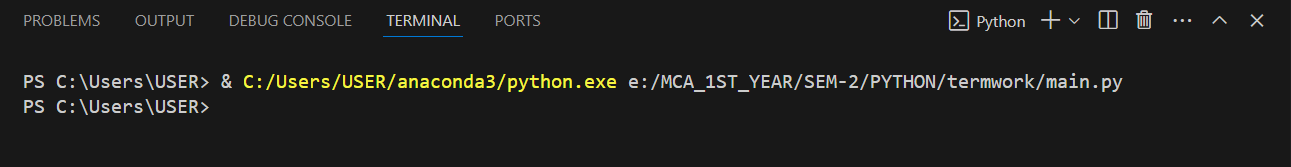 PROBLEMS OUTPUT DEBUG CONSOLE TERMINAL PORTS Python
PS C:\Users\USER> & C:/Users/USER/anaconda3/python.exe e:/MCA_1ST_YEAR/SEM-2/PYTHON/termwork/main.py
PS C:\Users\USER>